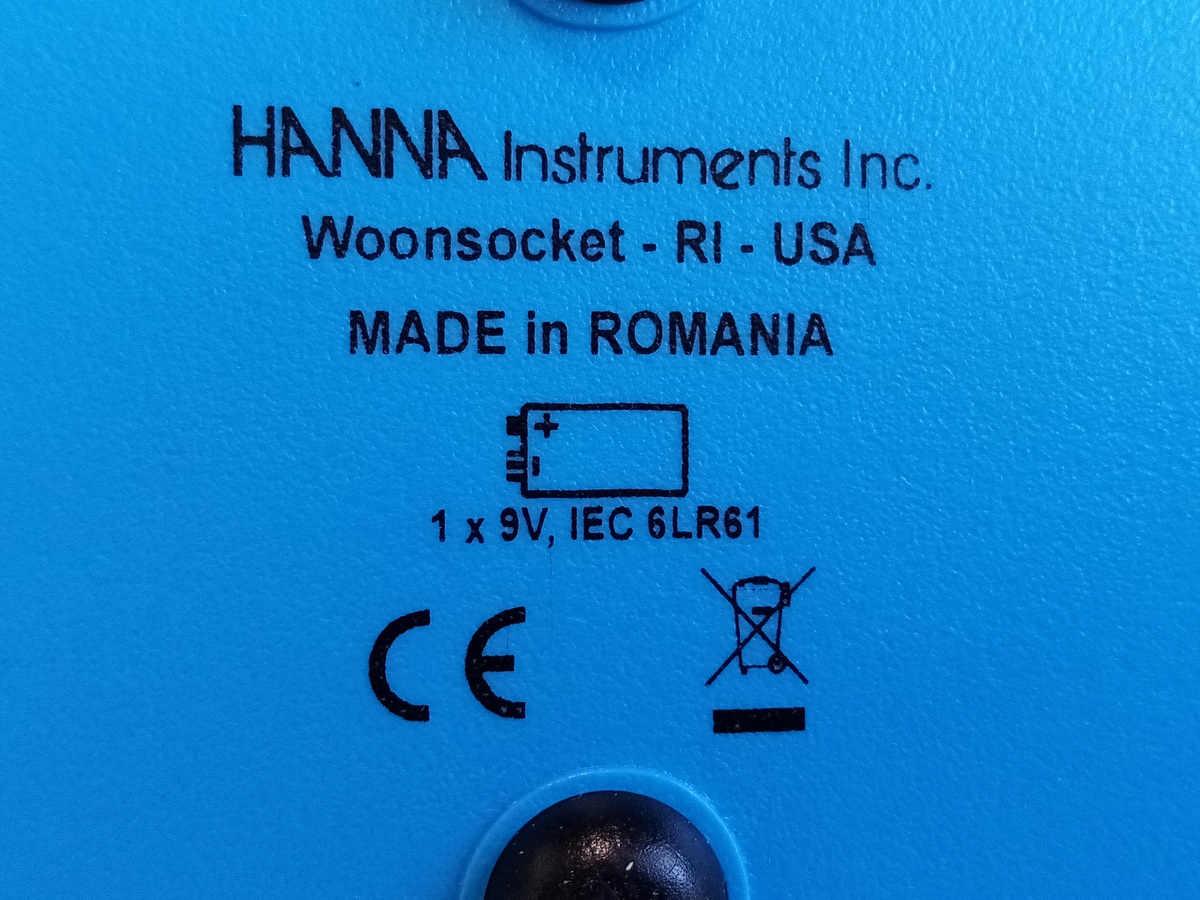 HANNA Instruments Inc.
Woonsocket - RI - USA
MADE in ROMANIA
+
-
1 x 9V, IEC 6LR61
CE